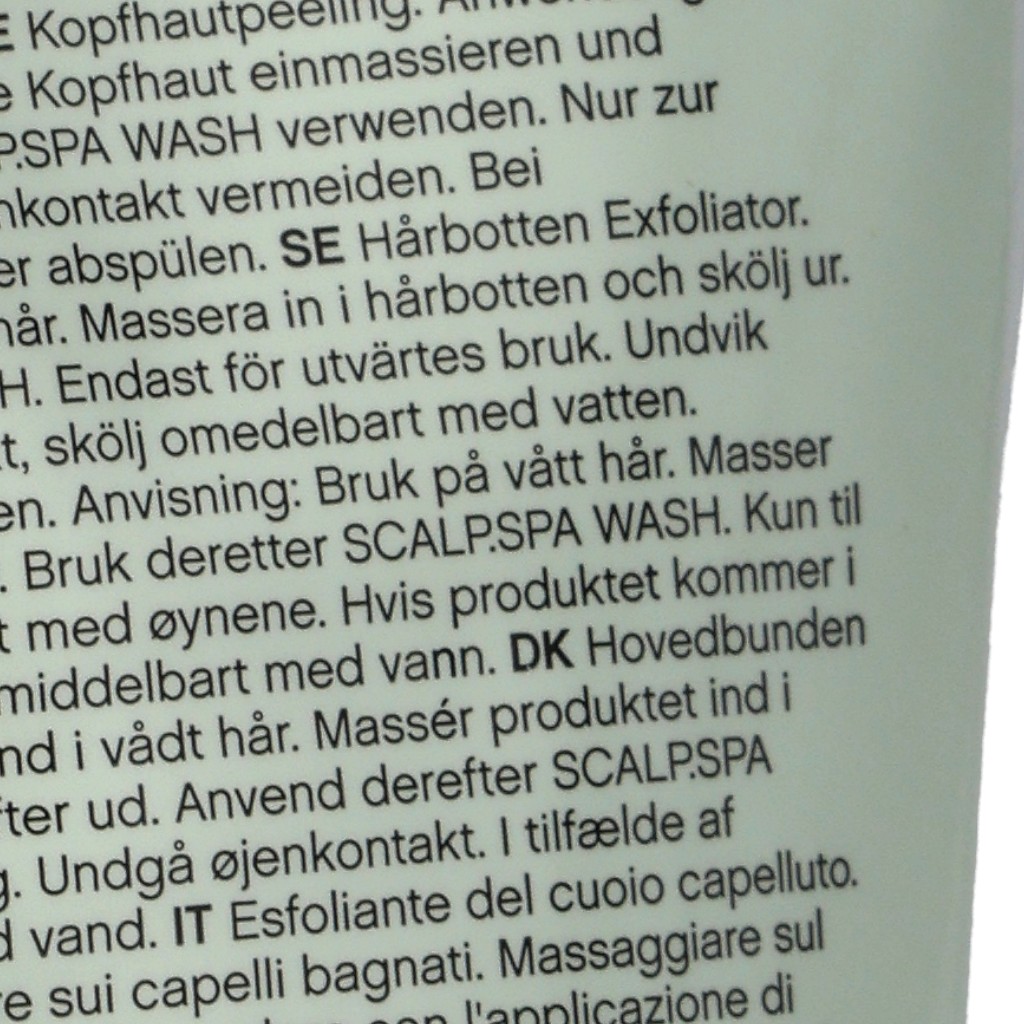 Kopfhautpeeling.
Kopfhaut einmassieren und
P.SPA WASH verwenden. Nur zur
nkontakt vermeiden. Bei
er abspülen. SE Hårbotten Exfoliator.
hår. Massera in i hårbotten och skölj ur.
H. Endast för utvärtes bruk. Undvik
t, skölj omedelbart med vatten.
en. Anvisning: Bruk på vått hår. Masser
. Bruk deretter SCALP.SPA WASH. Kun til
t med øynene. Hvis produktet kommer i
middelbart med vann. DK Hovedbunden
nd i vådt hår. Massér produktet ind i
fter ud. Anvend derefter SCALP.SPA
g. Undgå øjenkontakt. I tilfælde af
d vand. IT Esfoliante del cuoio capelluto.
re sui capelli bagnati. Massaggiare sul
con l'applicazione di